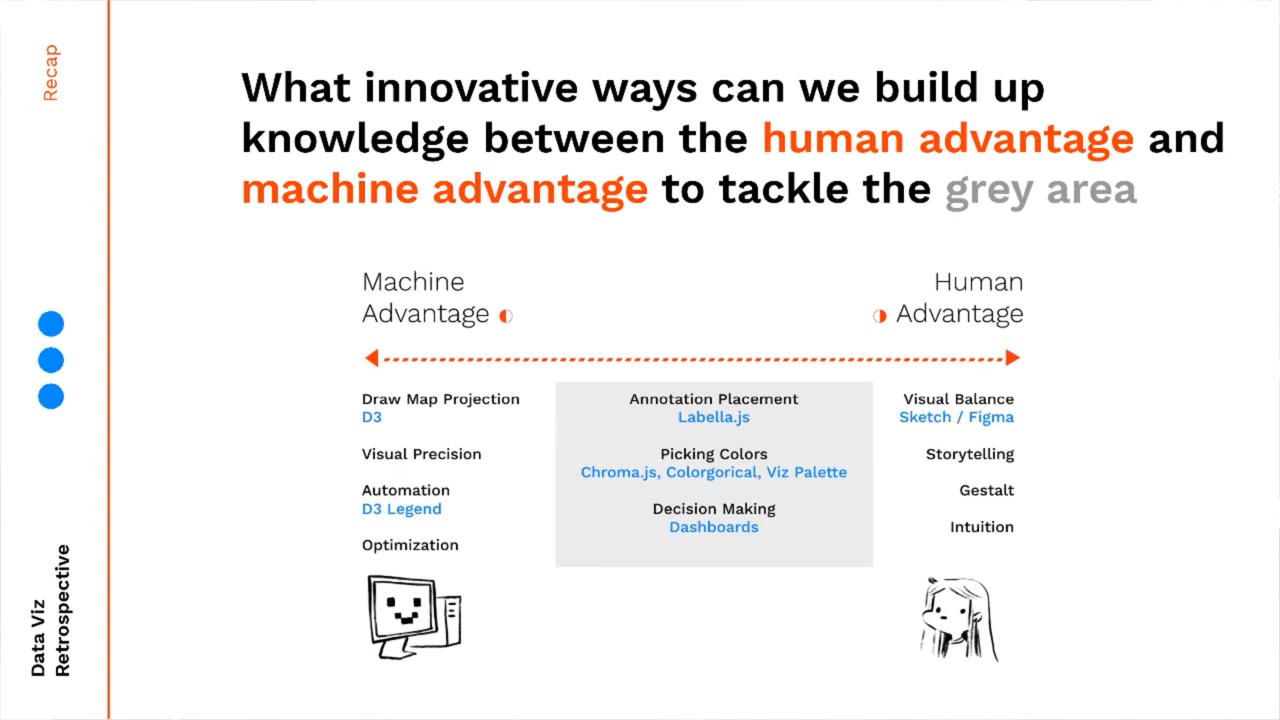 Recap
Data Viz
Retrospective
What innovative ways can we build up
knowledge between the human advantage and
machine advantage to tackle the grey area
Machine
Advantage
Human
Advantage
Draw Map Projection
D3
Visual Precision
Automation
D3 Legend
Optimization
Annotation Placement
Labella.js
Picking Colors
Chroma.js, Colorgorical, Viz Palette
Decision Making
Dashboards
Visual Balance
Sketch / Figma
Storytelling
Gestalt
Intuition